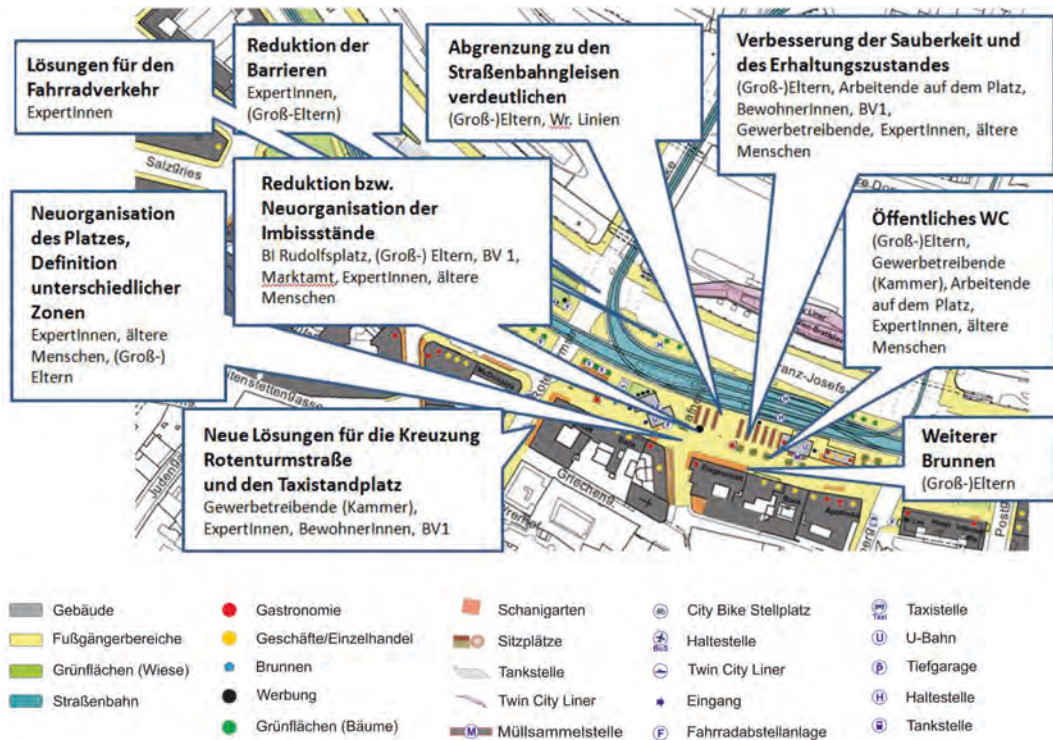 Lösungen für den
Fahrradverkehr
ExpertInnen
Reduktion der
Barrieren
ExpertInnen,
(Groß-Eltern)
Abgrenzung zu den
Straßenbahngleisen
verdeutlichen
(Groß-)Eltern, Wr. Linien
Verbesserung der Sauberkeit und
des Erhaltungszustandes
(Groß-)Eltern, Arbeitende auf dem Platz,
BewohnerInnen, BV1,
Gewerbetreibende, ExpertInnen, ältere
Menschen
Salzgries
Neuorganisation
des Platzes,
Definition
unterschiedlicher
Zonen
ExpertInnen, ältere
Menschen, (Groß-)
Eltern
Reduktion bzw.
Neuorganisation der
Imbissstände
BI Rudolfsplatz, (Groß-) Eltern, BV 1,
Marktamt, ExpertInnen, ältere
Menschen
Öffentliches WC
(Groß-)Eltern,
Gewerbetreibende
(Kammer), Arbeitende
auf dem Platz,
ExpertInnen, ältere
Menschen
McDonalds
Neue Lösungen für die Kreuzung
Rotenturmstraße
und den Taxistandplatz
Gewerbetreibende (Kammer),
ExpertInnen, BewohnerInnen, BV1
Weiterer
Brunnen
(Groß-)Eltern
Griecheng.
Bank
Gebäude
Fußgängerbereiche
Grünflächen (Wiese)
Straßenbahn
Gastronomie
Geschäfte/Einzelhandel
Brunnen
Werbung
Grünflächen (Bäume)
Schanigarten
Sitzplätze
Tankstelle
Twin City Liner
M Müllsammelstelle
City Bike Stellplatz
BUS Haltestelle
Twin City Liner
Eingang
F Fahrradabstellanlage
Taxi Taxistelle
U U-Bahn
P Tiefgarage
H Haltestelle
Tankstelle